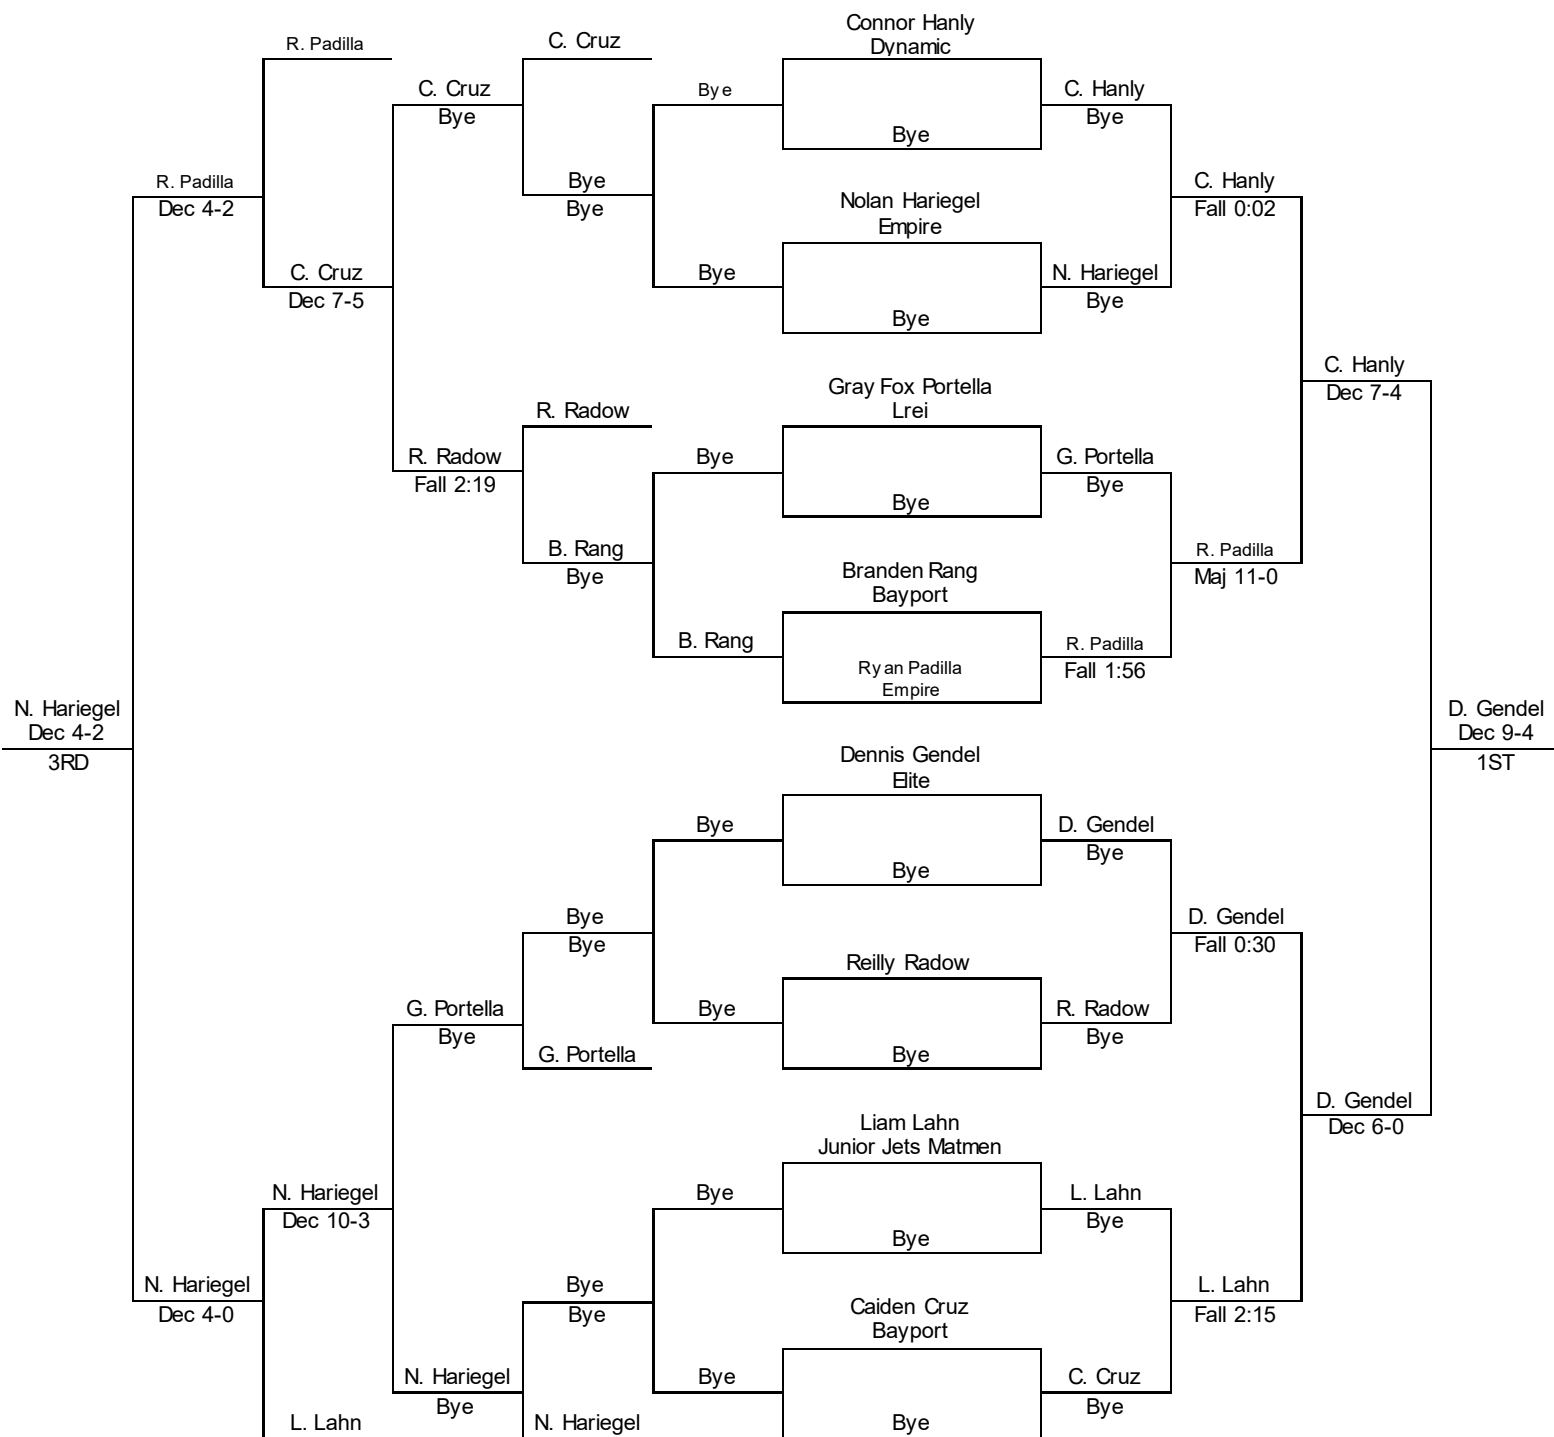 Connor Hanly
Dynamic
R. Padilla
C. Cruz
C. Cruz
Bye
Bye
C. Hanly
Bye
Bye
R. Padilla
Dec 4-2
Bye
Bye
Nolan Hariegel
Empire
C. Hanly
Fall 0:02
C. Cruz
Dec 7-5
Bye
N. Hariegel
Bye
Bye
C. Hanly
Dec 7-4
Gray Fox Portella
Lrei
R. Radow
R. Radow
Fall 2:19
Bye
G. Portella
Bye
Bye
B. Rang
Bye
Branden Rang
Bayport
R. Padilla
Maj 11-0
B. Rang
Ryan Padilla
Empire
R. Padilla
Fall 1:56
N. Hariegel
Dec 4-2
3RD
D. Gendel
Dec 9-4
1ST
Dennis Gendel
Elite
Bye
D. Gendel
Bye
Bye
Bye
Bye
D. Gendel
Fall 0:30
Reilly Radow
G. Portella
Bye
Bye
R. Radow
Bye
G. Portella
Bye
D. Gendel
Dec 6-0
Liam Lahn
Junior Jets Matmen
N. Hariegel
Dec 10-3
Bye
L. Lahn
Bye
Bye
N. Hariegel
Dec 4-0
Bye
Bye
Caiden Cruz
Bayport
L. Lahn
Fall 2:15
N. Hariegel
Bye
Bye
C. Cruz
Bye
L. Lahn
N. Hariegel
Bye